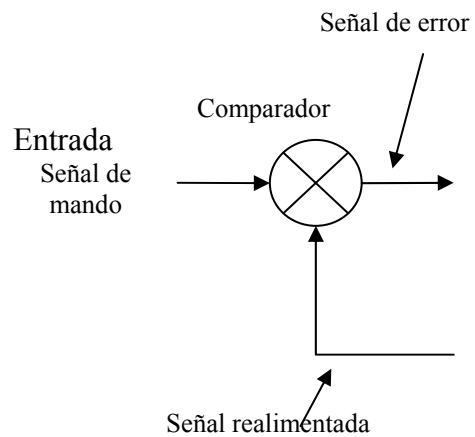 Señal de error
Comparador
Entrada
Señal de
mando
Señal realimentada